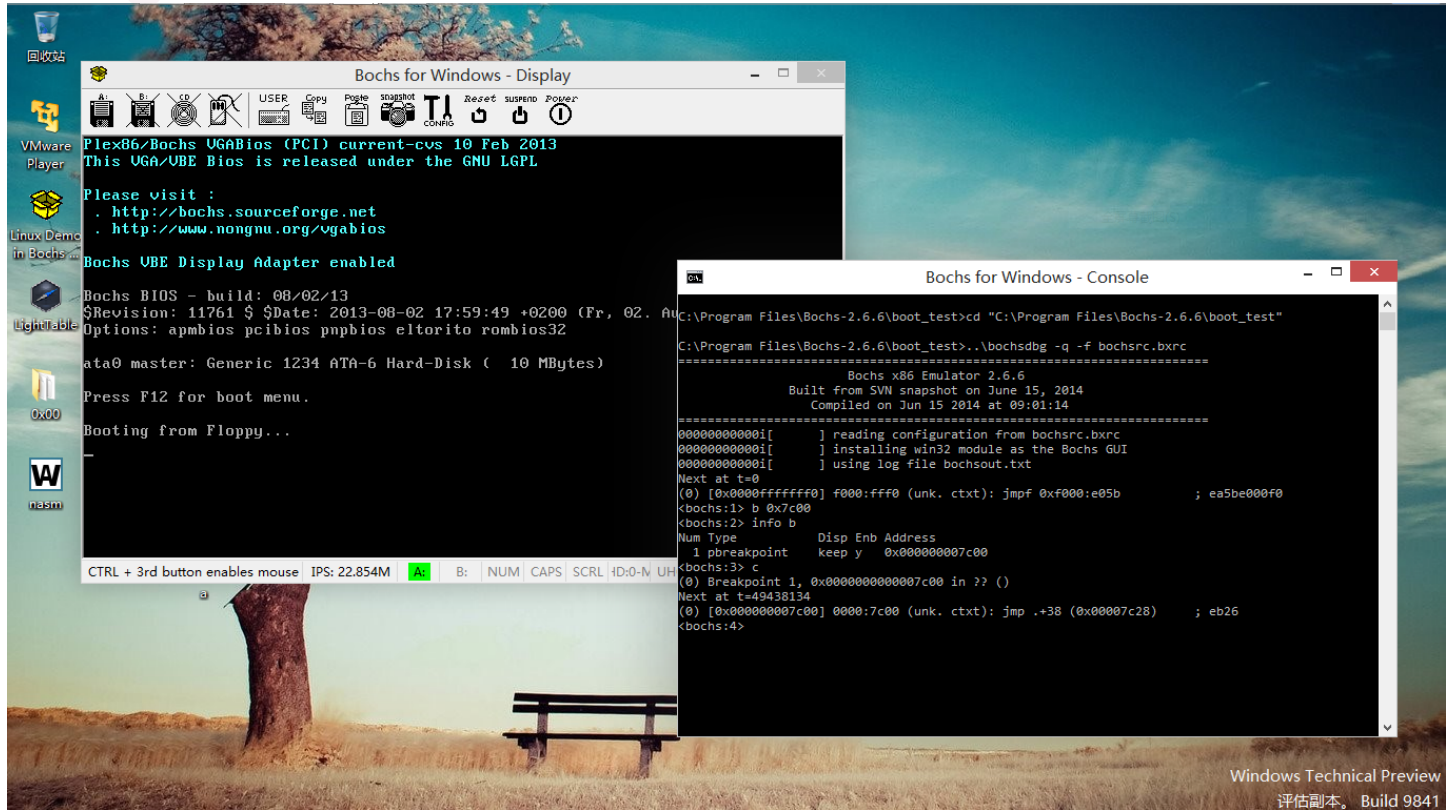 回收站
VMware
Player
Linux Demo
in Bochs ...
LightTable
0x00
nasm
a
Bochs for Windows - Display
A:
B:
CD
USER
Copy
Paste
snapshot
CONFIG
Reset
SUSPEND
Power
Plex86/Bochs VGABios (PCI) current-cvs 10 Feb 2013
This VGA/VBE Bios is released under the GNU LGPL
Please visit :
. http://bochs.sourceforge.net
. http://www.nongnu.org/vgabios
Bochs VBE Display Adapter enabled
Bochs BIOS - build: 08/02/13
$Revision: 11761 $ $Date: 2013-08-02 17:59:49 +0200 (Fr, 02. Au
Options: apmbios pcibios pnpbios eltorito rombios32
ata0 master: Generic 1234 ATA-6 Hard-Disk (  10 MBytes)
Press F12 for boot menu.
Booting from Floppy...
CTRL + 3rd button enables mouse IPS: 22.854M A: B: NUM CAPS SCRL HD:0-M UH
Bochs for Windows - Console
C:\Program Files\Bochs-2.6.6\boot_test>cd "C:\Program Files\Bochs-2.6.6\boot_test"
C:\Program Files\Bochs-2.6.6\boot_test>..\bochsdbg -q -f bochsrc.bxrc
========================================================================
Bochs x86 Emulator 2.6.6
Built from SVN snapshot on June 15, 2014
Compiled on Jun 15 2014 at 09:01:14
========================================================================
00000000000i[      ] reading configuration from bochsrc.bxrc
00000000000i[      ] installing win32 module as the Bochs GUI
00000000000i[      ] using log file bochsout.txt
Next at t=0
(0) [0x0000fffffff0] f000:fff0 (unk. ctxt): jmpf 0xf000:e05b          ; ea5be000f0
<bochs:1> b 0x7c00
<bochs:2> info b
Num Type           Disp Enb Address
1 pbreakpoint    keep y   0x000000007c00
<bochs:3> c
(0) Breakpoint 1, 0x0000000000007c00 in ?? ()
Next at t=49438134
(0) [0x000000007c00] 0000:7c00 (unk. ctxt): jmp .+38 (0x00007c28)     ; eb26
<bochs:4>
Windows Technical Preview
评估副本。 Build 9841